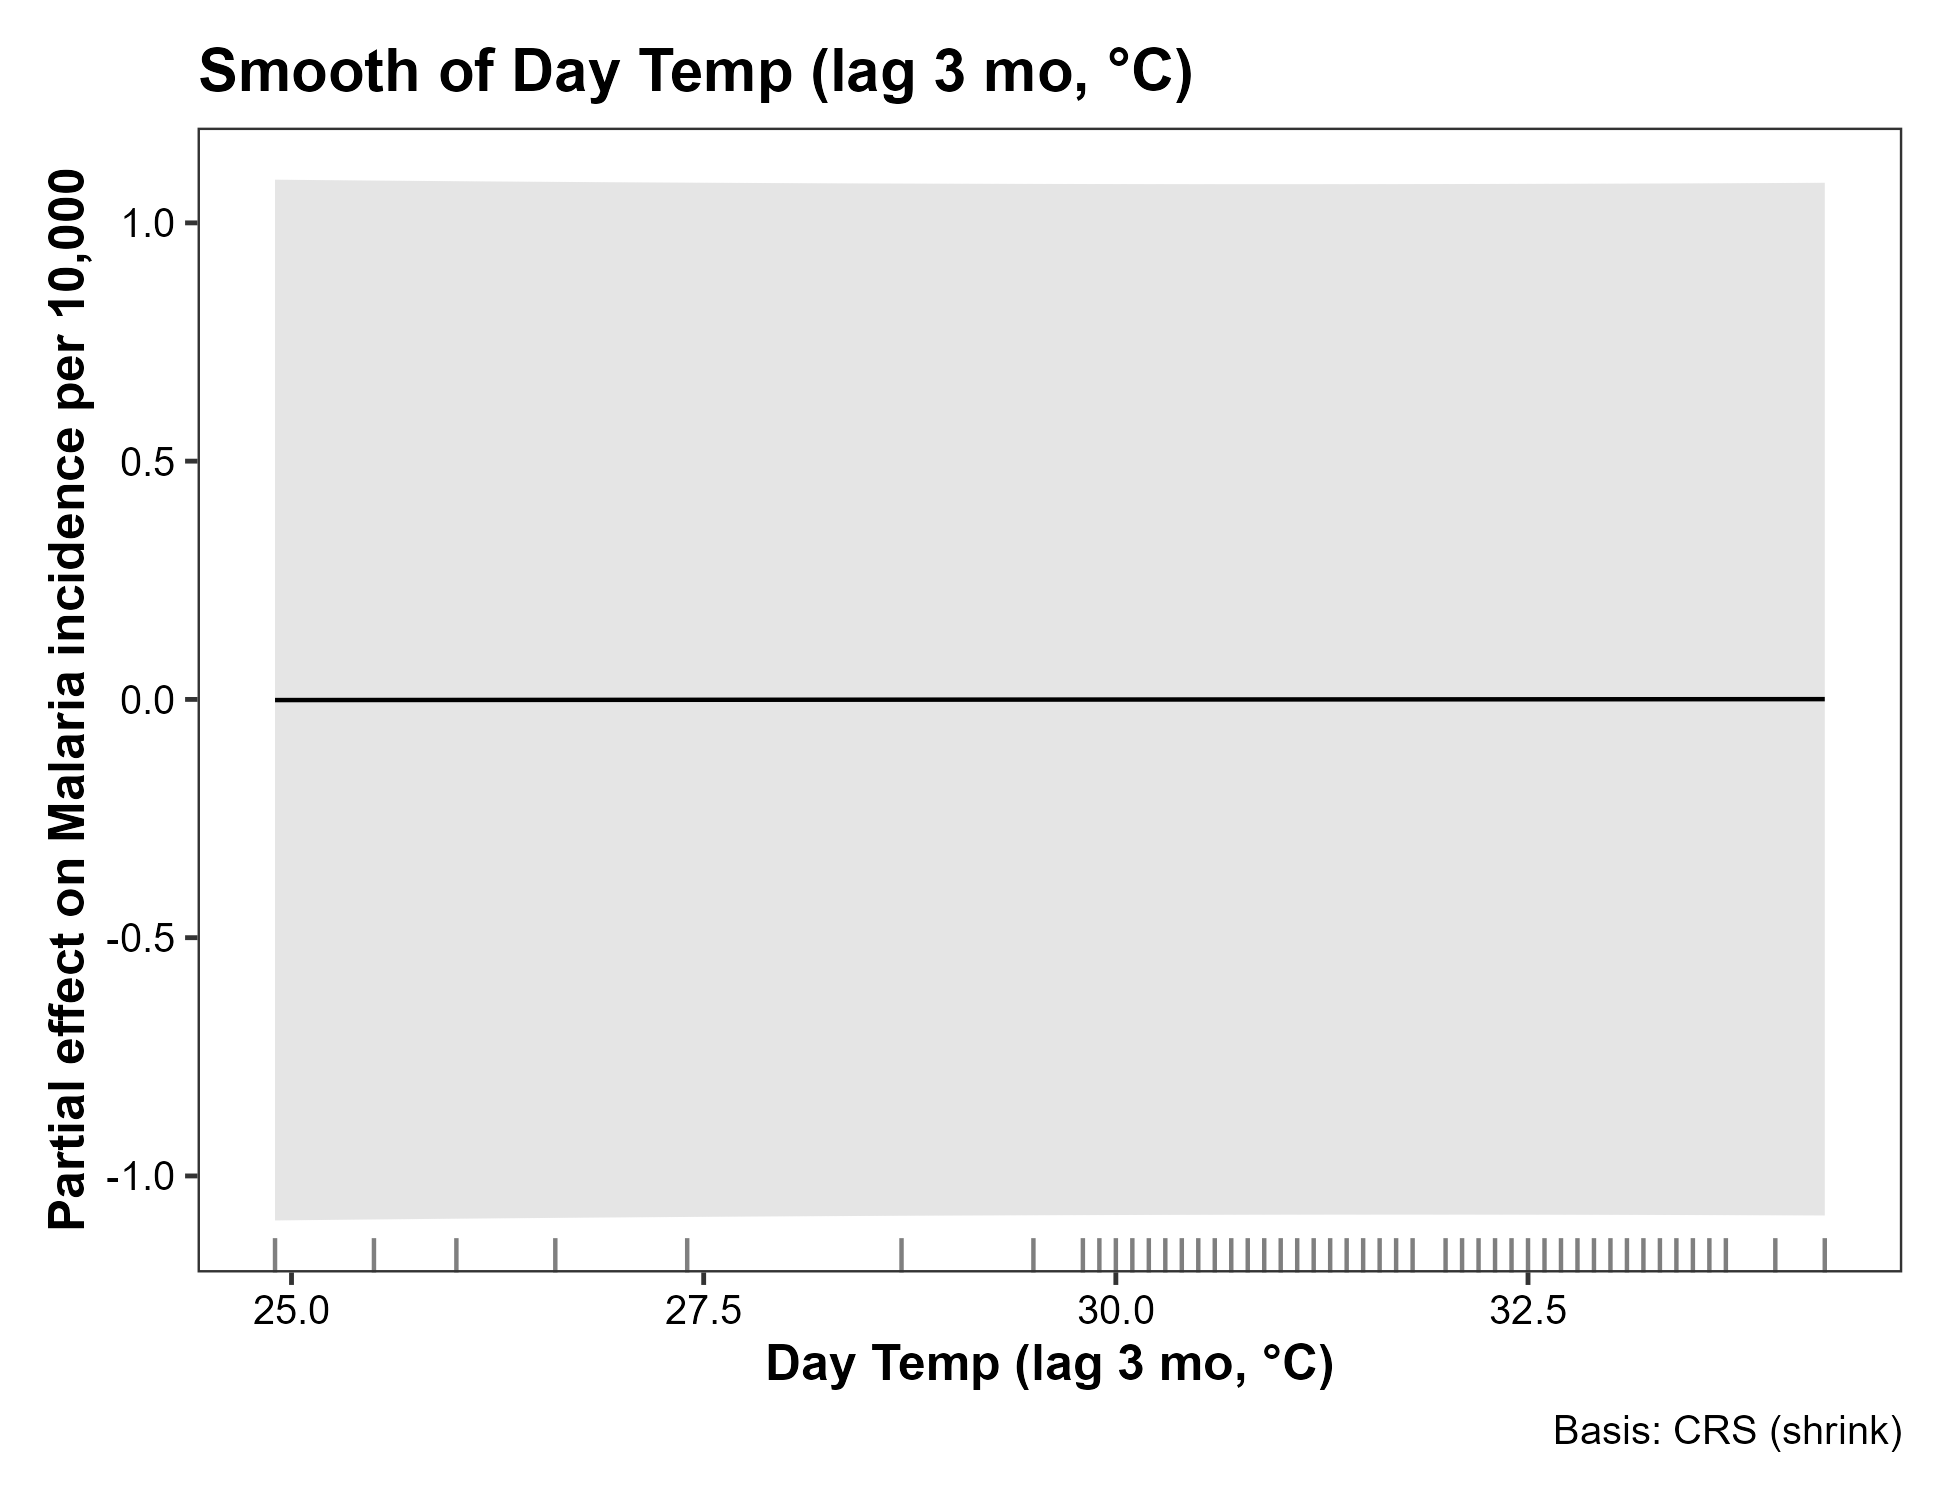 Smooth of Day Temp (lag 3 mo, °C)
Partial effect on Malaria incidence per 10,000
1.0
0.5
0.0
-0.5
-1.0
25.0
27.5
30.0
32.5
Day Temp (lag 3 mo, °C)
Basis: CRS (shrink)